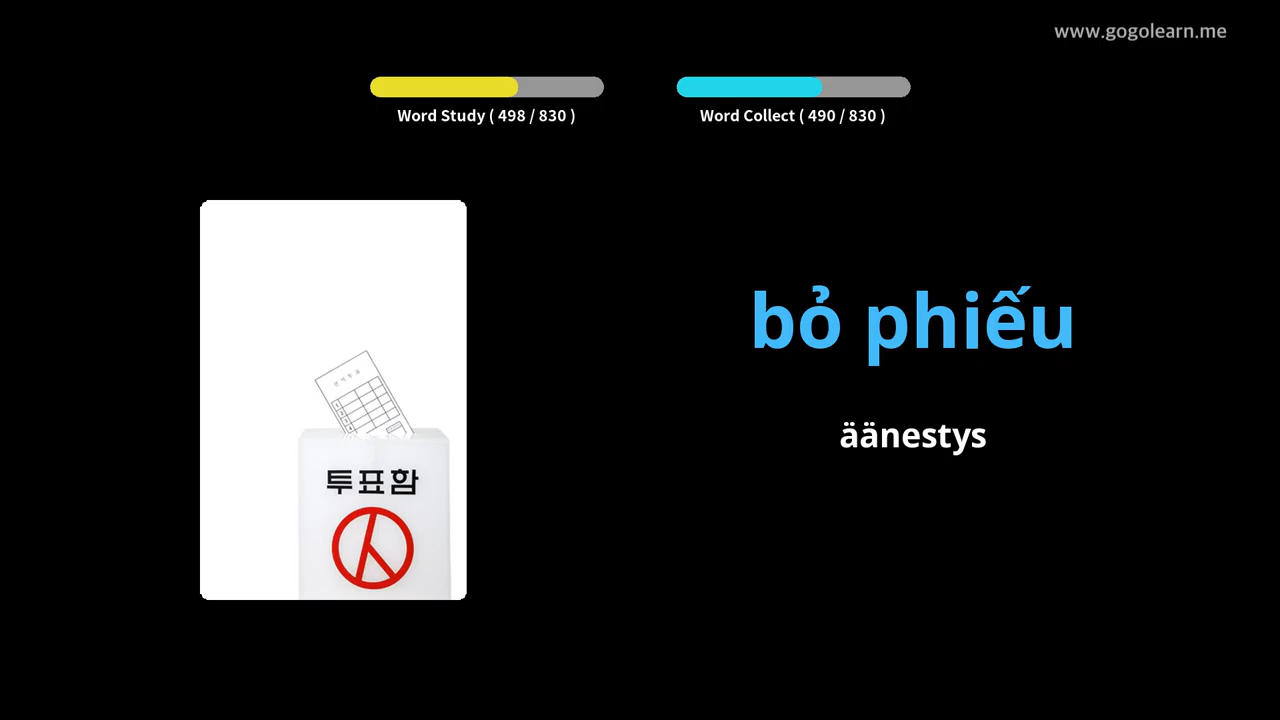 www.gogolearn.me
Word Study ( 498 / 830 )
Word Collect ( 490 / 830 )
bỏ phiếu
äänestys
투표함